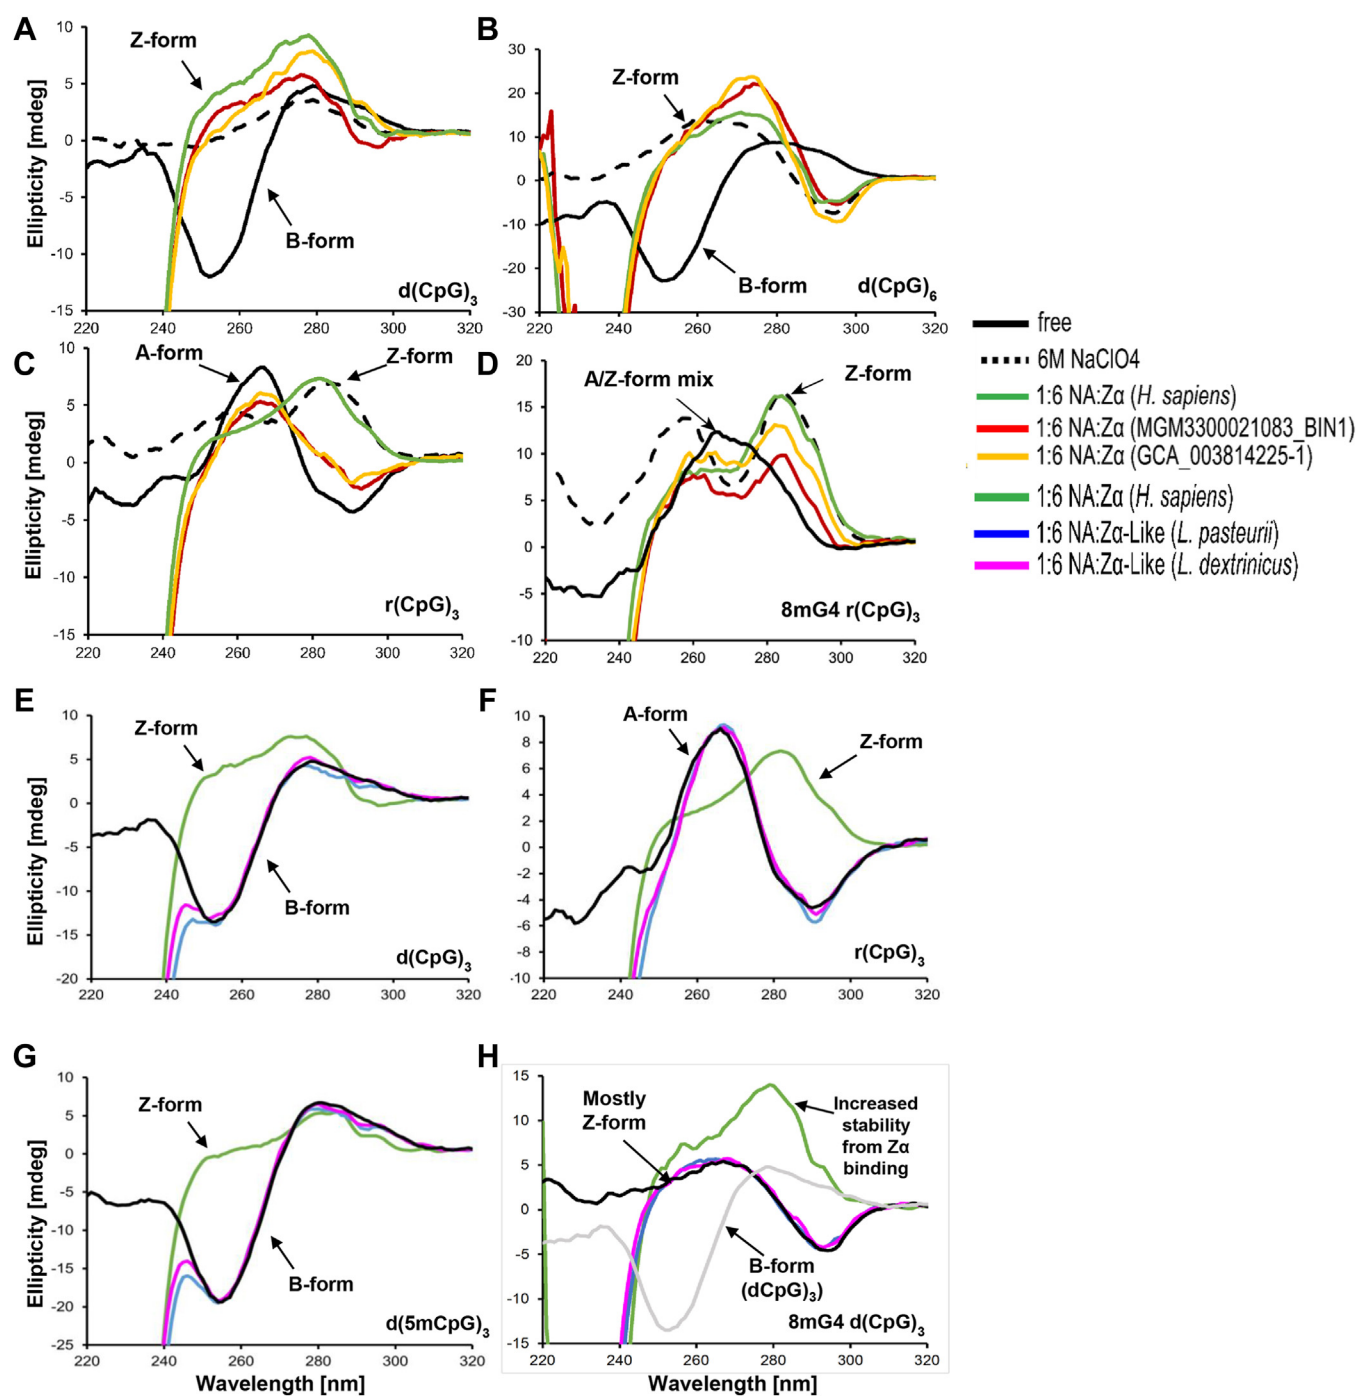 A
Ellipticity [mdeg]
10
5
0
-5
-10
-15
220 240 260 280 300 320
Z-form
B-form
d(CpG)3
B
30
20
10
0
-10
-20
-30
220 240 260 280 300 320
Z-form
B-form
d(CpG)6
C
Ellipticity [mdeg]
10
5
0
-5
-10
-15
220 240 260 280 300 320
A-form
Z-form
r(CpG)3
D
20
15
10
5
0
-5
-10
220 240 260 280 300 320
A/Z-form mix
Z-form
8mG4 r(CpG)3
free
6M NaClO4
1:6 NA:Zα (H. sapiens)
1:6 NA:Zα (MGM3300021083_BIN1)
1:6 NA:Zα (GCA_003814225-1)
1:6 NA:Zα (H. sapiens)
1:6 NA:Zα-Like (L. pasteurii)
1:6 NA:Zα-Like (L. dextrinicus)
E
Ellipticity [mdeg]
10
5
0
-5
-10
-15
-20
220 240 260 280 300 320
Z-form
B-form
d(CpG)3
F
10
8
6
4
2
0
-2
-4
-6
-8
-10
220 240 260 280 300 320
A-form
Z-form
r(CpG)3
G
Ellipticity [mdeg]
10
5
0
-5
-10
-15
-20
-25
220 240 260 280 300 320
Wavelength [nm]
Z-form
B-form
d(5mCpG)3
H
15
10
5
0
-5
-10
-15
220 240 260 280 300 320
Wavelength [nm]
Mostly
Z-form
Increased
stability
from Zα
binding
B-form
(dCpG)3)
8mG4 d(CpG)3